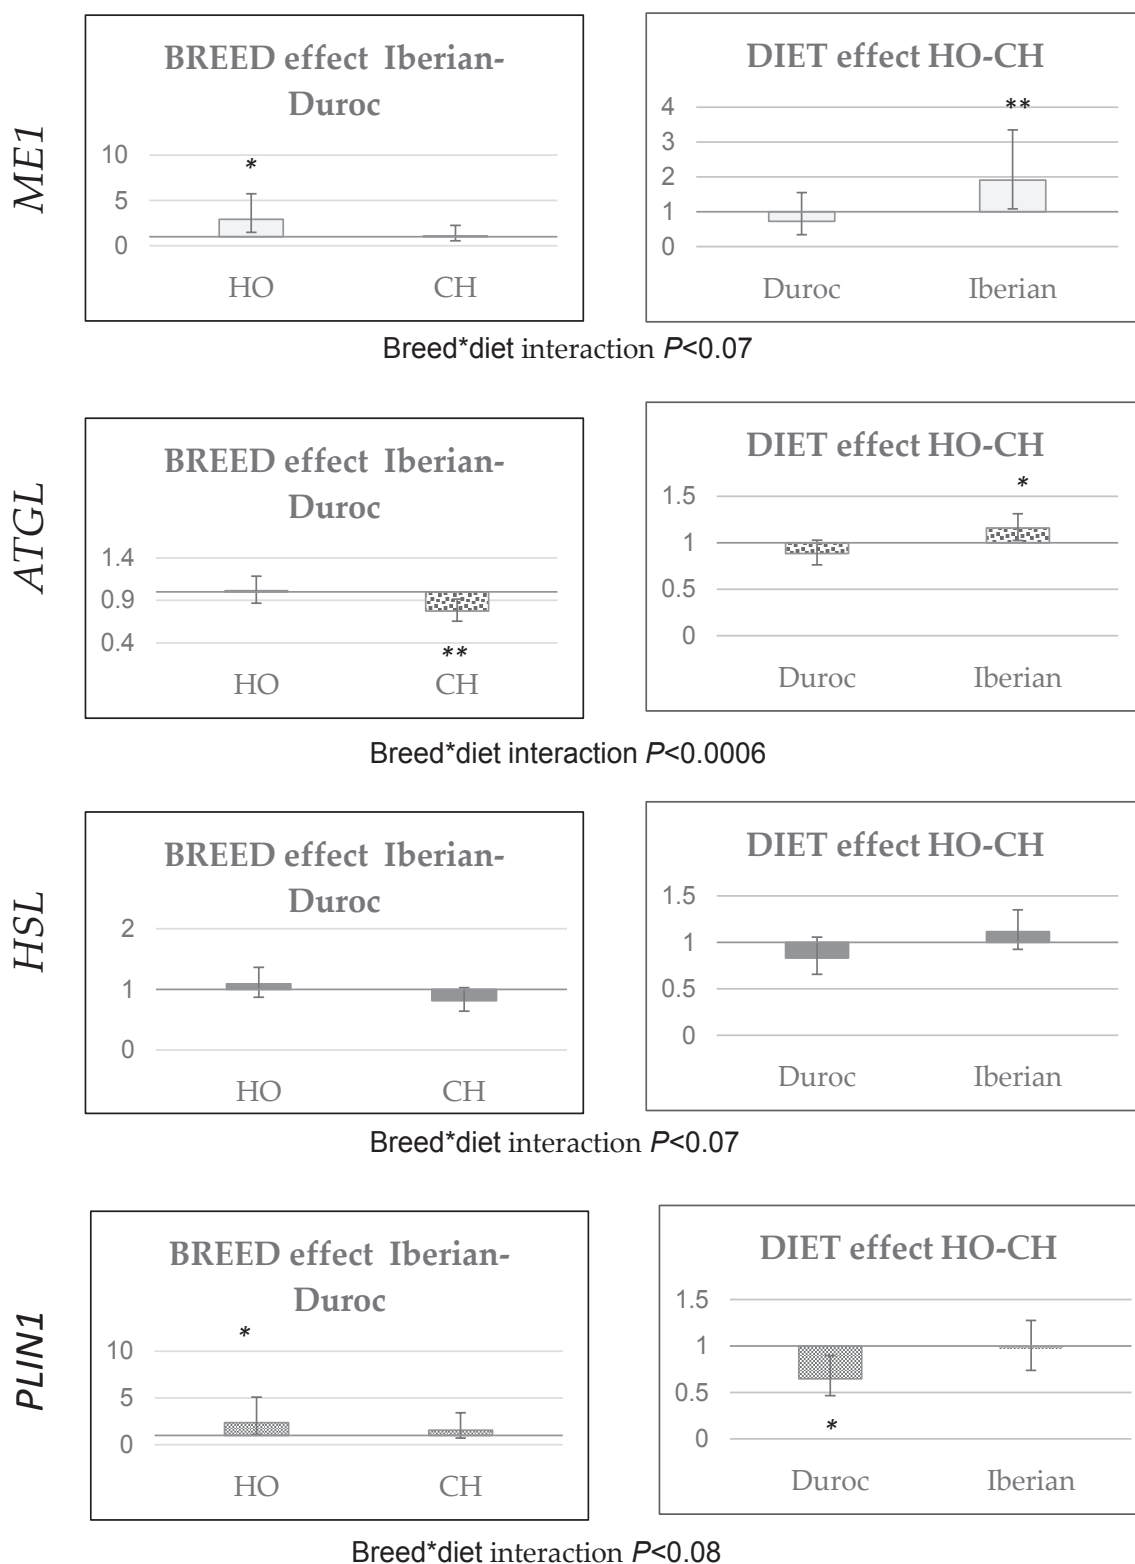 ME1
BREED effect Iberian-
Duroc
10
*
5
0
HO CH
DIET effect HO-CH
4
**
3
2
1
0
Duroc Iberian
Breed*diet interaction P<0.07
ATGL
BREED effect Iberian-
Duroc
1.4
0.9
0.4
**
HO CH
DIET effect HO-CH
1.5
*
1
0.5
0
Duroc Iberian
Breed*diet interaction P<0.0006
HSL
BREED effect Iberian-
Duroc
2
1
0
HO CH
DIET effect HO-CH
1.5
1
0.5
0
Duroc Iberian
Breed*diet interaction P<0.07
PLIN1
BREED effect Iberian-
Duroc
*
10
5
0
HO CH
DIET effect HO-CH
1.5
1
0.5
*
0
Duroc Iberian
Breed*diet interaction P<0.08